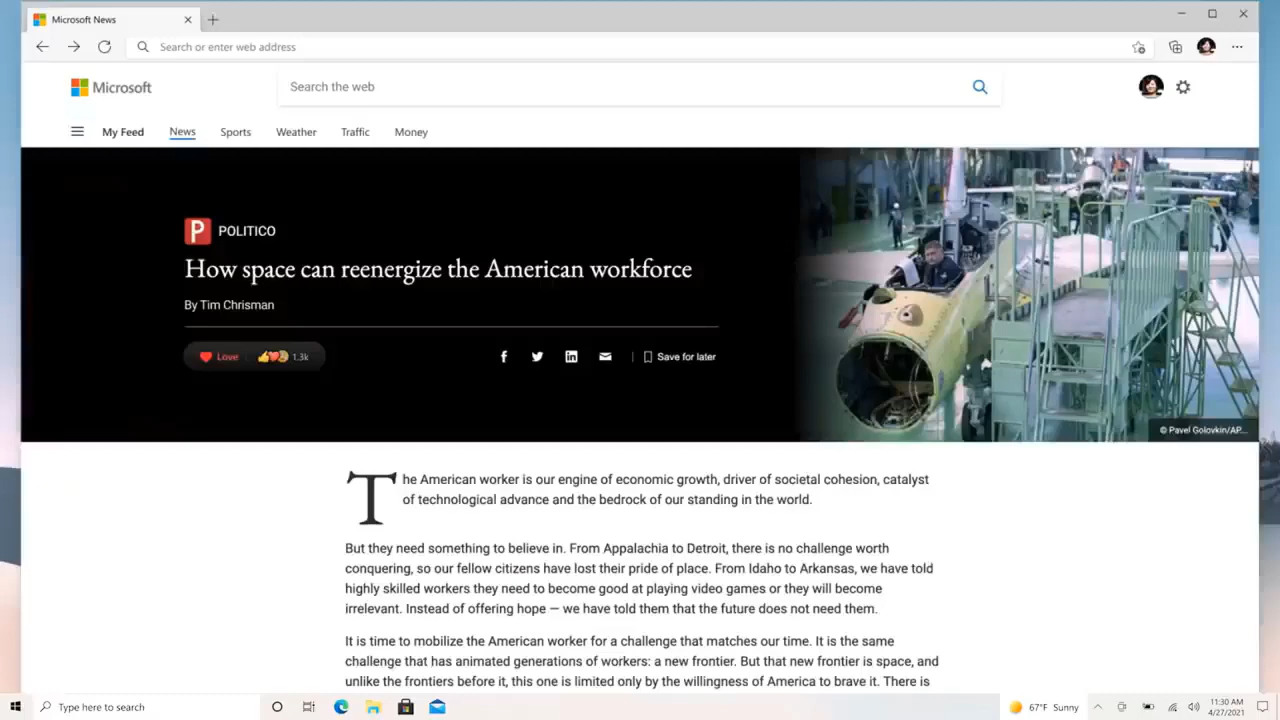 Microsoft News
Search or enter web address
Microsoft
Search the web
My Feed News Sports Weather Traffic Money
P POLITICO
How space can reenergize the American workforce
By Tim Chrisman
Love 1.3k Save for later
© Pavel Golovkin/AP...
The American worker is our engine of economic growth, driver of societal cohesion, catalyst
of technological advance and the bedrock of our standing in the world.
But they need something to believe in. From Appalachia to Detroit, there is no challenge worth
conquering, so our fellow citizens have lost their pride of place. From Idaho to Arkansas, we have told
highly skilled workers they need to become good at playing video games or they will become
irrelevant. Instead of offering hope — we have told them that the future does not need them.
It is time to mobilize the American worker for a challenge that matches our time. It is the same
challenge that has animated generations of workers: a new frontier. But that new frontier is space, and
unlike the frontiers before it, this one is limited only by the willingness of America to brave it. There is
Type here to search
67°F Sunny
11:30 AM
4/27/2021